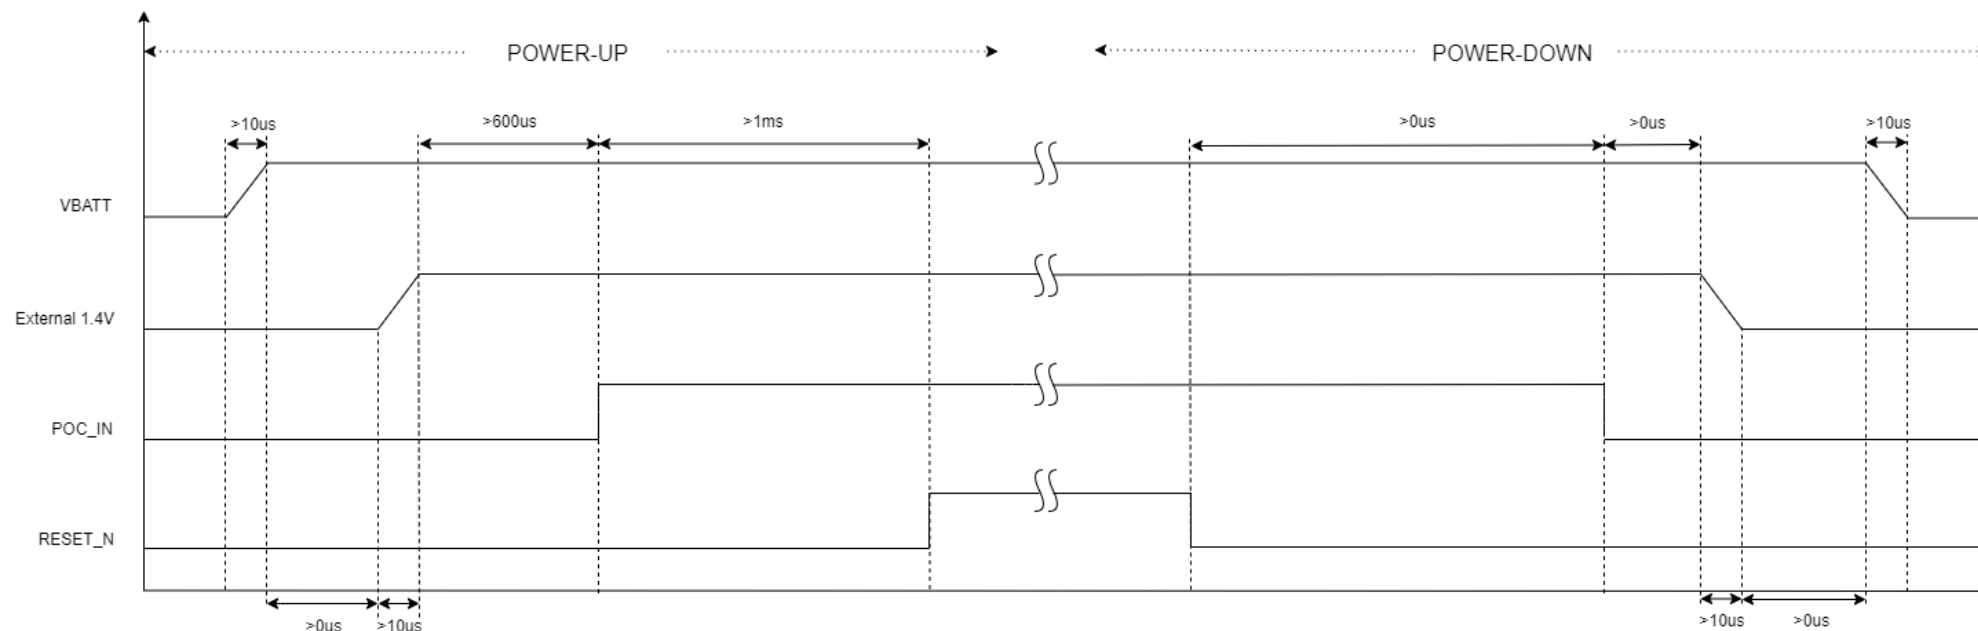 POWER-UP
POWER-DOWN
>10us
>600us
>1ms
>0us
>0us
>10us
VBATT
External 1.4V
POC_IN
RESET_N
>0us
>10us
>10us
>0us